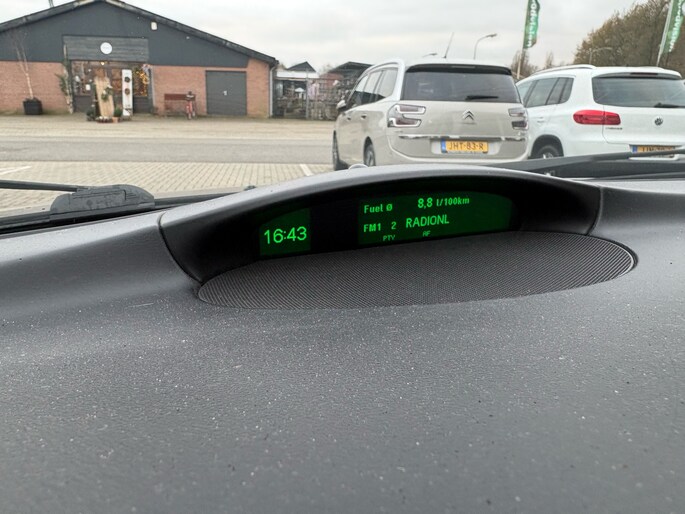 16:43
Fuel Ø 8,8 l/100km
FM1 2 RADIONL
PTY AF
JHT-83-R